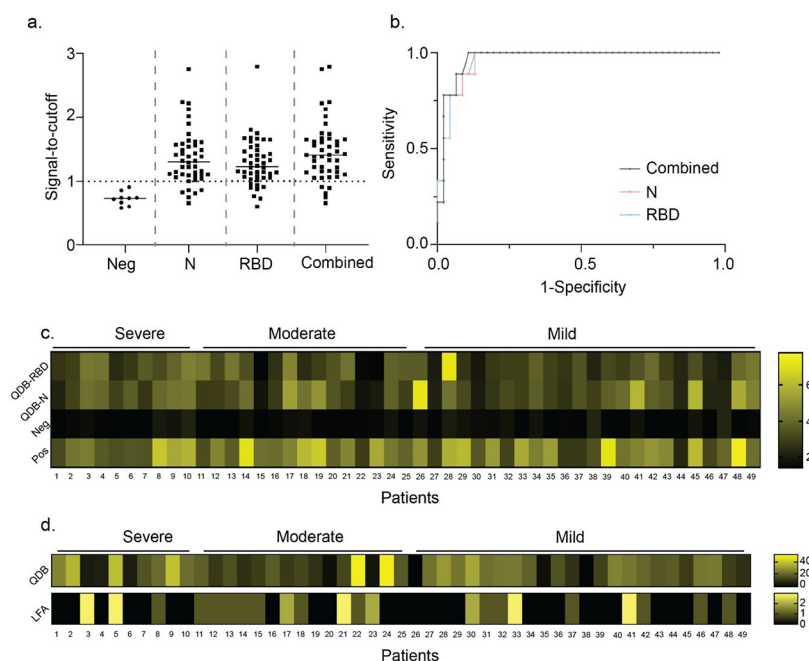 a.
b.
3
2
1
0
Signal-to-cutoff
Neg N RBD Combined
1.0
0.5
0.0
Sensitivity
Combined
N
RBD
0.0 0.5 1.0
1-Specificity
c.
Severe Moderate Mild
QDB-RBD
QDB-N
Neg
Pos
6
4
2
1 2 3 4 5 6 7 8 9 10 11 12 13 14 15 16 17 18 19 20 21 22 23 24 25 26 27 28 29 30 31 32 33 34 35 36 37 38 39 40 41 42 43 44 45 46 47 48 49
Patients
d.
Severe Moderate Mild
QDB
40
20
0
LFA
2
1
0
1 2 3 4 5 6 7 8 9 10 11 12 13 14 15 16 17 18 19 20 21 22 23 24 25 26 27 28 29 30 31 32 33 34 35 36 37 38 39 40 41 42 43 44 45 46 47 48 49
Patients